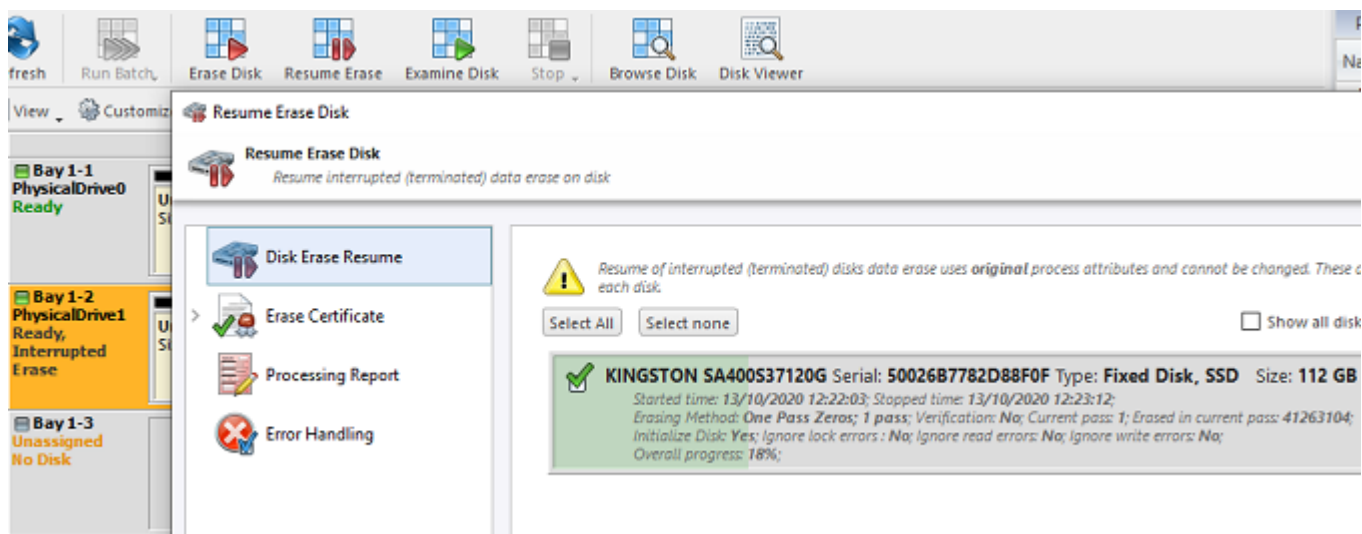 fresh
Run Batch
Erase Disk
Resume Erase
Examine Disk
Stop
Browse Disk
Disk Viewer
View
Customiz
Resume Erase Disk
Resume Erase Disk
Resume interrupted (terminated) data erase on disk
Bay 1-1
PhysicalDrive0
Ready
Bay 1-2
PhysicalDrive1
Ready,
Interrupted
Erase
Bay 1-3
Unassigned
No Disk
Disk Erase Resume
Erase Certificate
Processing Report
Error Handling
Resume of interrupted (terminated) disks data erase uses original process attributes and cannot be changed. These
each disk.
Select All
Select none
Show all disk
KINGSTON SA400S37120G Serial: 50026B7782D88F0F Type: Fixed Disk, SSD Size: 112 GB
Started time: 13/10/2020 12:22:03; Stopped time: 13/10/2020 12:23:12;
Erasing Method: One Pass Zeros; 1 pass; Verification: No; Current pass: 1; Erased in current pass: 41263104;
Initialize Disk: Yes; Ignore lock errors : No; Ignore read errors: No; Ignore write errors: No;
Overall progress: 18%;